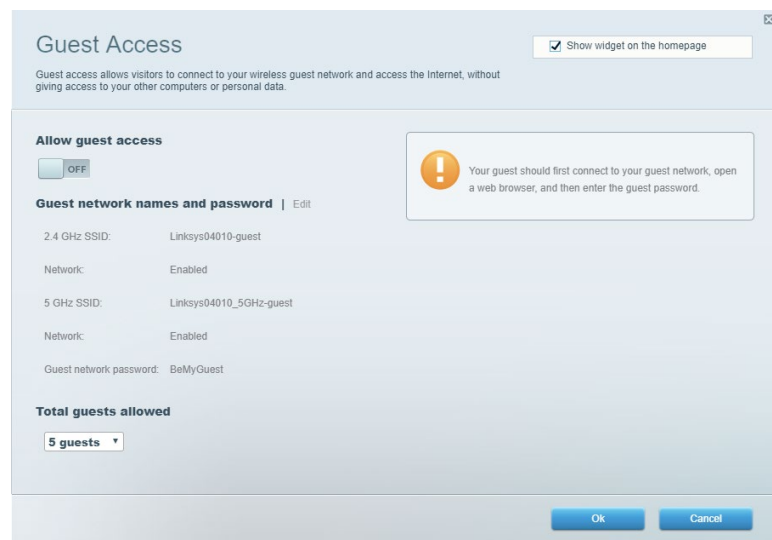 Guest Access
Show widget on the homepage
Guest access allows visitors to connect to your wireless guest network and access the Internet, without
giving access to your other computers or personal data.
Allow guest access
OFF
Your guest should first connect to your guest network, open
a web browser, and then enter the guest password.
Guest network names and password | Edit
2.4 GHz SSID: Linksys04010-guest
Network: Enabled
5 GHz SSID: Linksys04010_5GHz-guest
Network: Enabled
Guest network password: BeMyGuest
Total guests allowed
5 guests
Ok Cancel